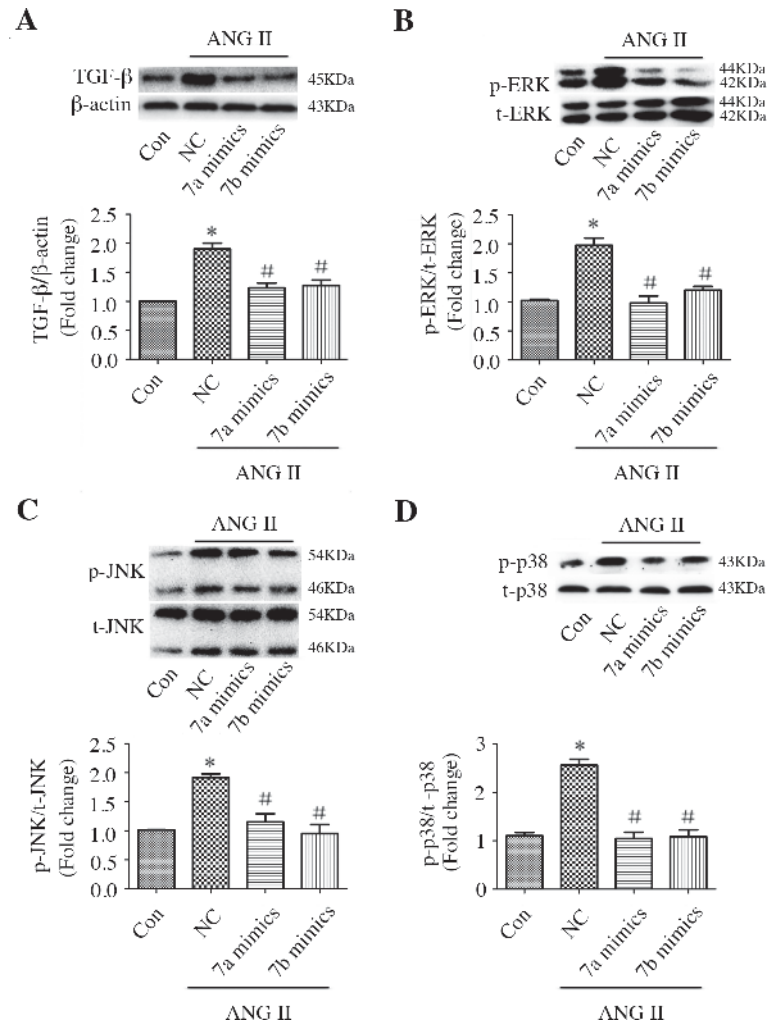 A
ANG II
TGF-β
45KDa
β-actin
43KDa
Con
NC
7a mimics
7b mimics
TGF-β/β-actin
(Fold change)
2.5
2.0
1.5
1.0
0.5
0.0
*
#
#
Con
NC
7a mimics
7b mimics
ANG II
B
ANG II
p-ERK
44KDa
42KDa
t-ERK
44KDa
42KDa
Con
NC
7a mimics
7b mimics
p-ERK/t-ERK
(Fold change)
2.5
2.0
1.5
1.0
0.5
0.0
*
#
#
Con
NC
7a mimics
7b mimics
ANG II
C
ANG II
p-JNK
54KDa
46KDa
t-JNK
54KDa
46KDa
Con
NC
7a mimics
7b mimics
p-JNK/t-JNK
(Fold change)
2.5
2.0
1.5
1.0
0.5
0.0
*
#
#
Con
NC
7a mimics
7b mimics
ANG II
D
ANG II
p-p38
43KDa
t-p38
43KDa
Con
NC
7a mimics
7b mimics
p-p38/t -p38
(Fold change)
3
2
1
0
*
#
#
Con
NC
7a mimics
7b mimics
ANG II